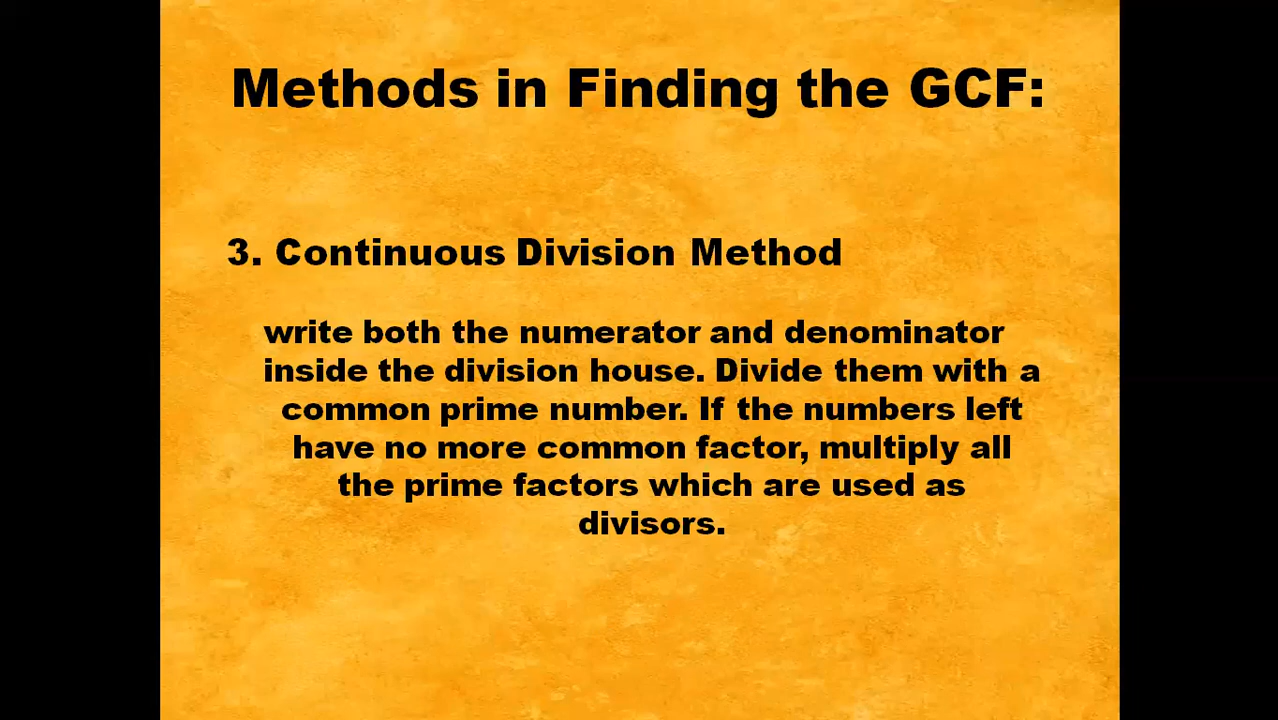 Methods in Finding the GCF:
3. Continuous Division Method
write both the numerator and denominator
inside the division house. Divide them with a
common prime number. If the numbers left
have no more common factor, multiply all
the prime factors which are used as
divisors.